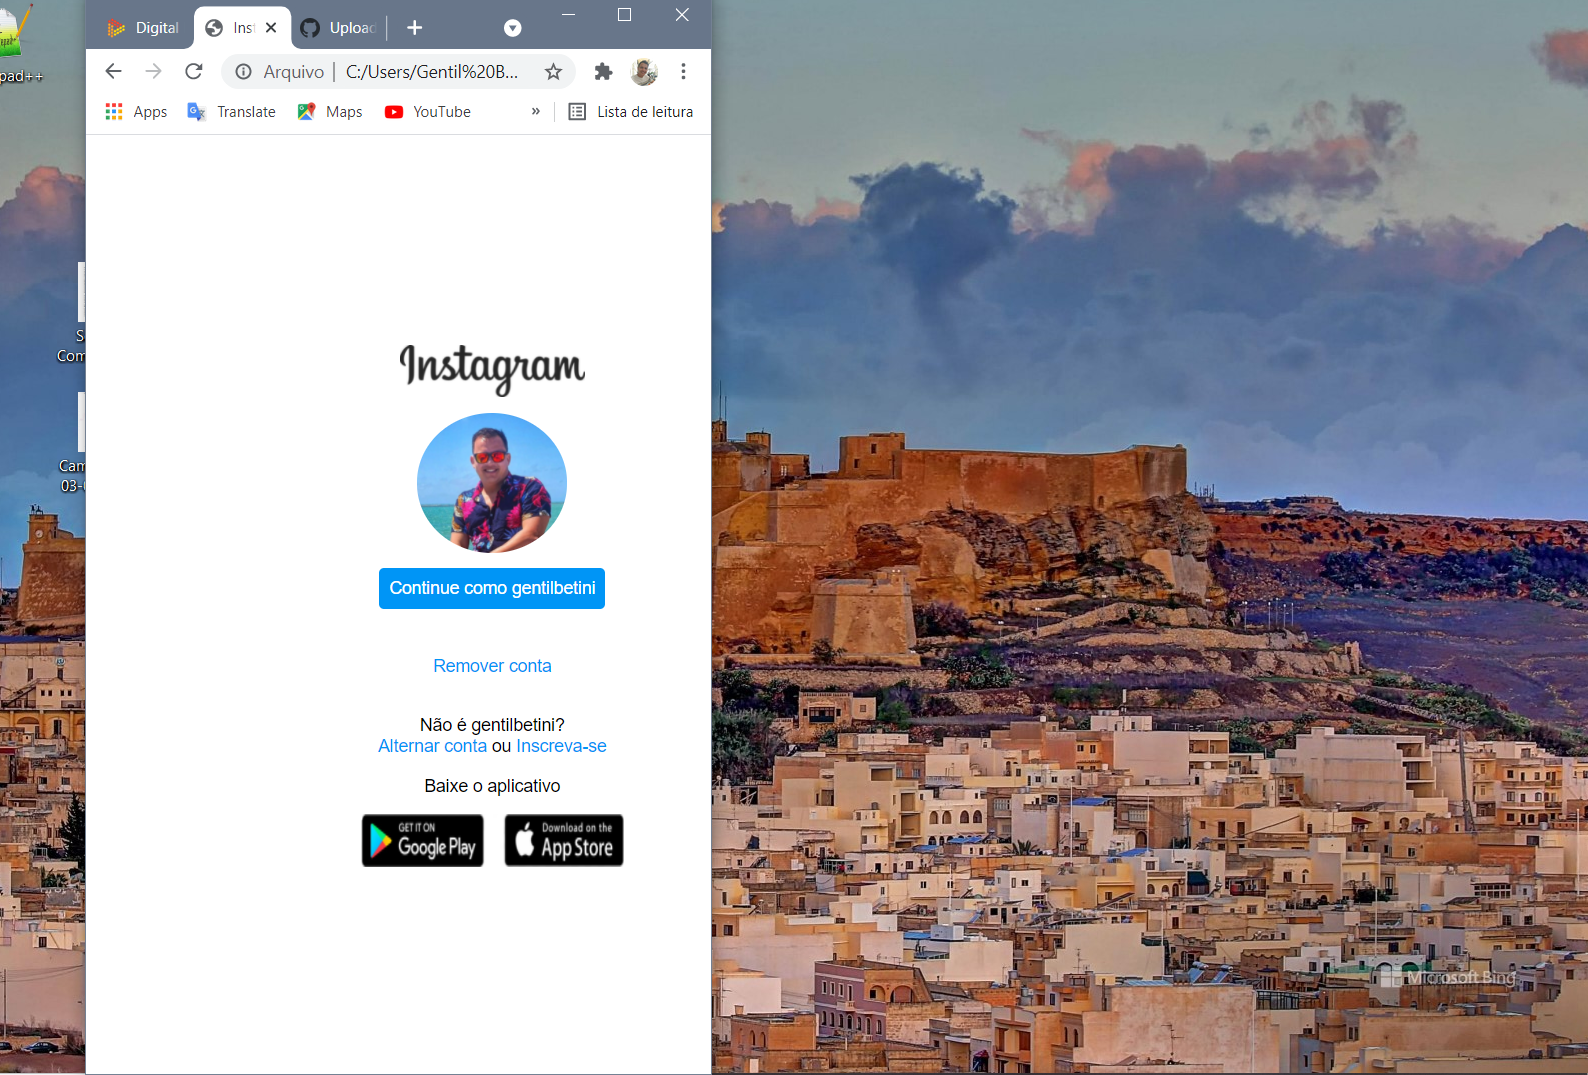 pad++
Digital
Ins
Upload
Arquivo
C:/Users/Gentil%20B...
Apps
Translate
Maps
YouTube
»
Lista de leitura
S
Com
Cam
03-
Instagram
Continue como gentilbetini
Remover conta
Não é gentilbetini?
Alternar conta ou Inscreva-se
Baixe o aplicativo
GET IT ON
Google Play
Download on the
App Store
Microsoft Bing